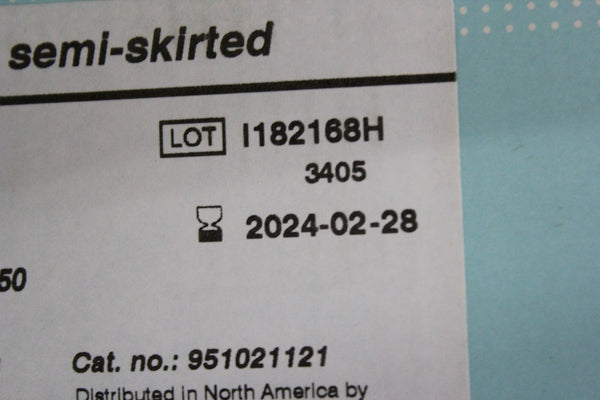 semi-skirted
LOT I182168H
3405
2024-02-28
50
Cat. no.: 951021121
Distributed in North America by